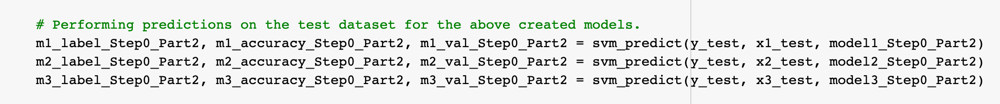 # Performing predictions on the test dataset for the above created models.
m1_label_Step0_Part2, m1_accuracy_Step0_Part2, m1_val_Step0_Part2 = svm_predict(y_test, x1_test, model1_Step0_Part2)
m2_label_Step0_Part2, m2_accuracy_Step0_Part2, m2_val_Step0_Part2 = svm_predict(y_test, x2_test, model2_Step0_Part2)
m3_label_Step0_Part2, m3_accuracy_Step0_Part2, m3_val_Step0_Part2 = svm_predict(y_test, x3_test, model3_Step0_Part2)